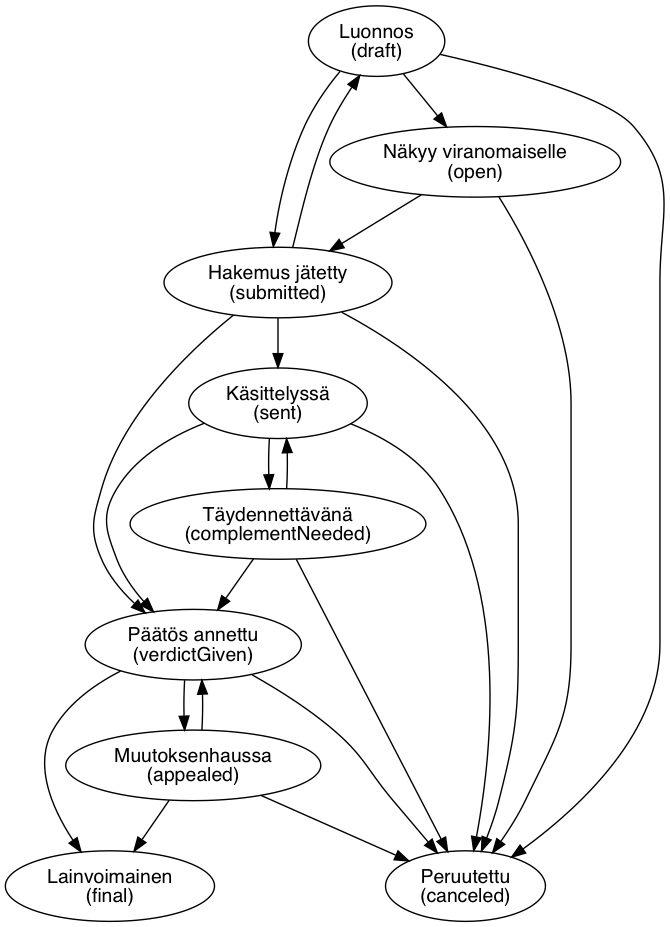 Luonnos
(draft)
Näkyy viranomaiselle
(open)
Hakemus jätetty
(submitted)
Käsittelyssä
(sent)
Täydennettävänä
(complementNeeded)
Päätös annettu
(verdictGiven)
Muutoksenhaussa
(appealed)
Lainvoimainen
(final)
Peruutettu
(canceled)